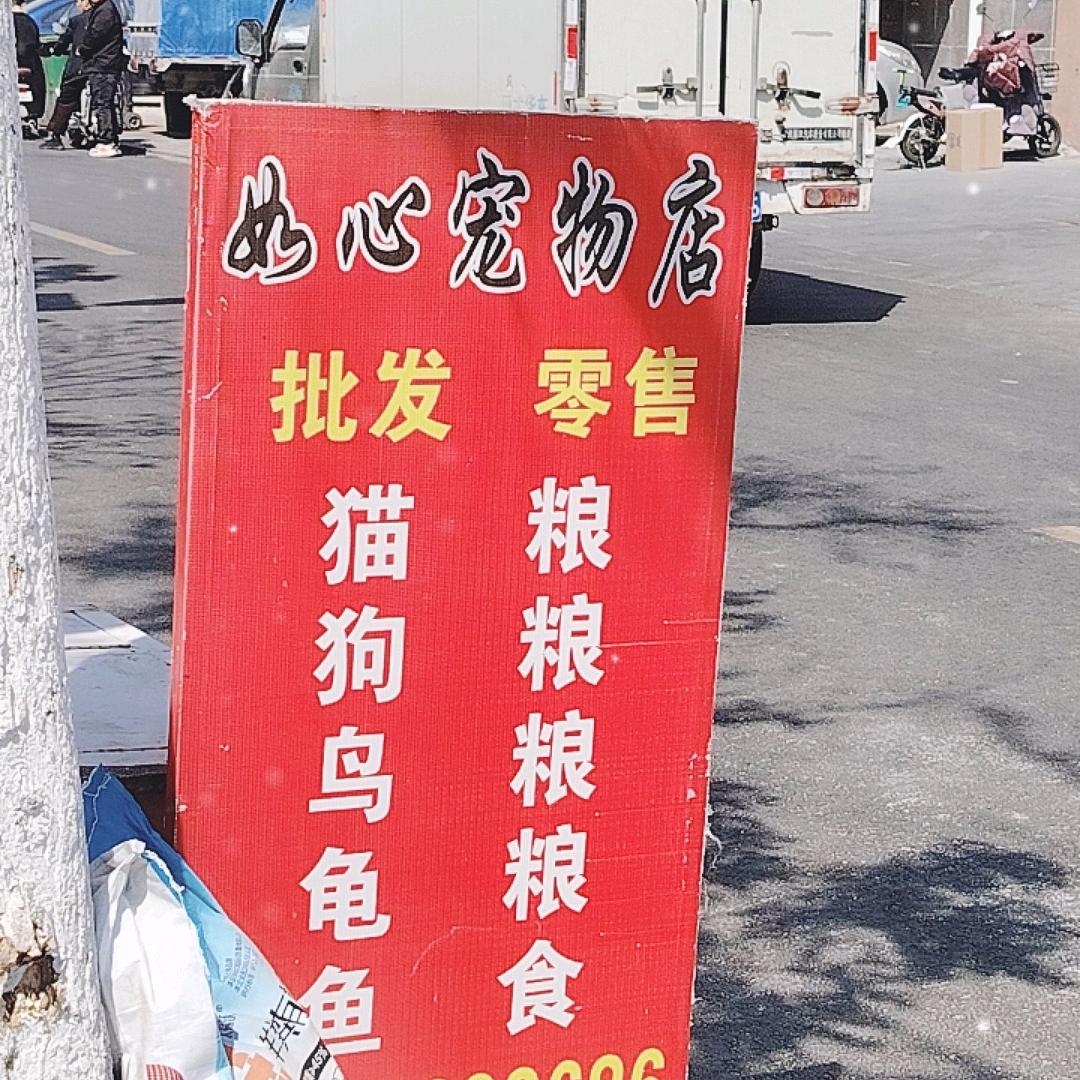 如心宠物店
批发 零售
猫 粮
狗 粮
鸟 粮
龟 粮
鱼 食